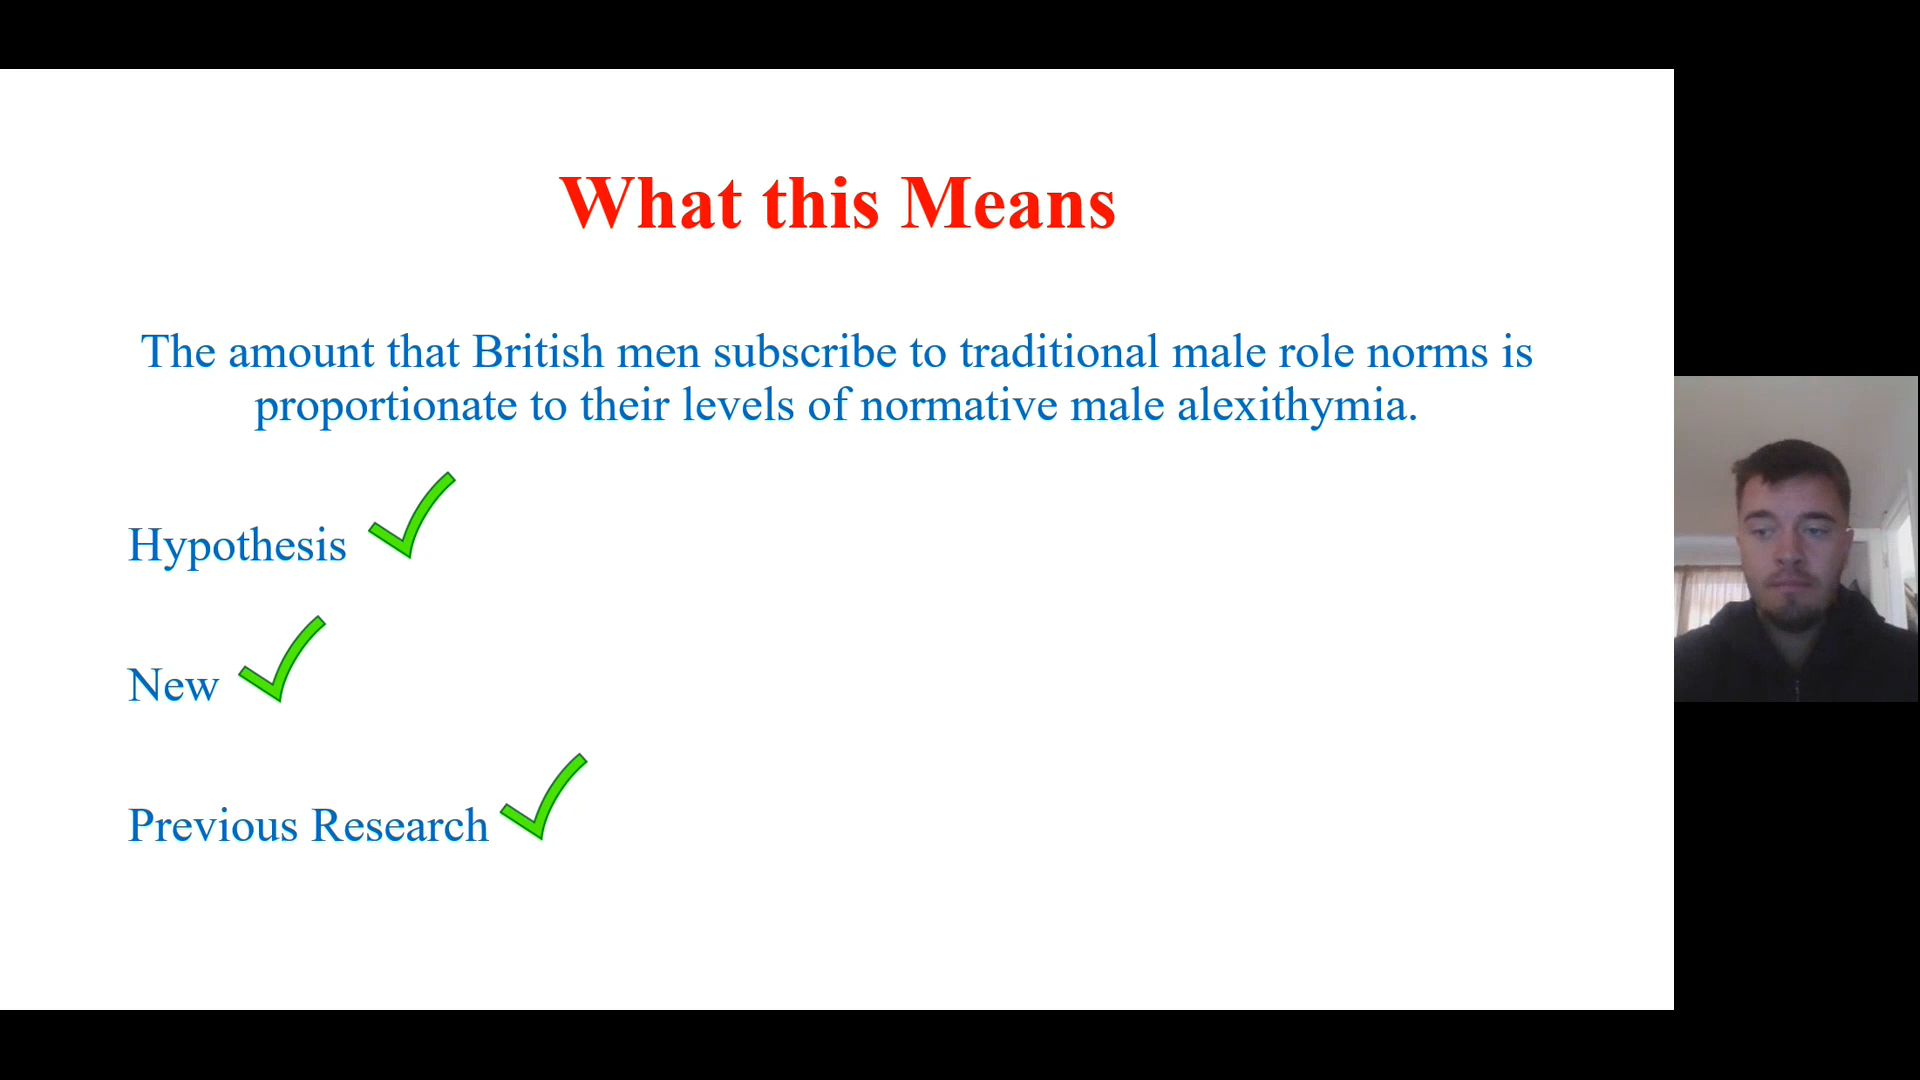 What this Means
The amount that British men subscribe to traditional male role norms is
proportionate to their levels of normative male alexithymia.
Hypothesis
New
Previous Research